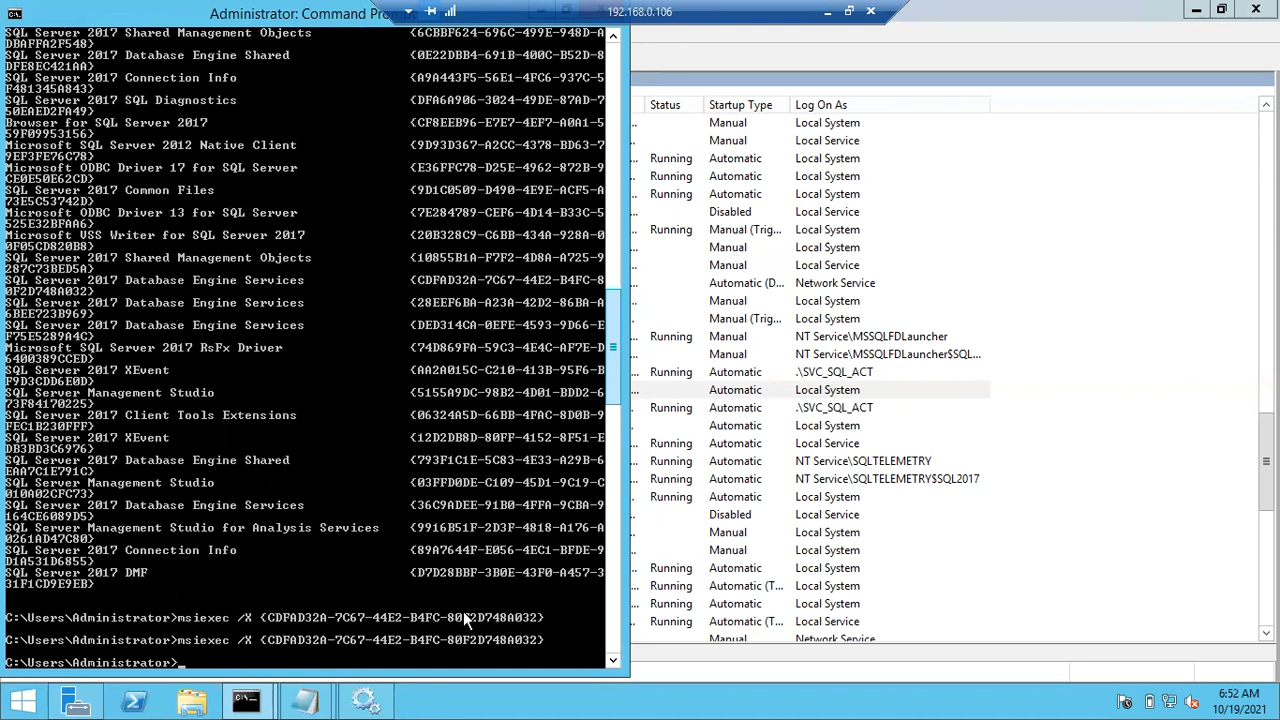 Administrator: Command Prompt
192.168.0.106
SQL Server 2017 Shared Management Objects {6CBBF624-696C-499E-948D-A
DBAFFA2F548}
SQL Server 2017 Database Engine Shared {0E22DBB4-691B-400C-B52D-8
DFE8EC421AA}
SQL Server 2017 Connection Info {A9A443F5-56E1-4FC6-937C-5
F481345A843}
SQL Server 2017 SQL Diagnostics {DFA6A906-3024-49DE-87AD-7
50EAED2FA49}
Browser for SQL Server 2017 {CF8EEB96-E7E7-4EF7-A0A1-5
59F09953156}
Microsoft SQL Server 2012 Native Client {9D93D367-A2CC-4378-BD63-7
9EF3FE76C78}
Microsoft ODBC Driver 17 for SQL Server {E36FFC78-D25E-4962-872B-9
CE0E50E62CD}
SQL Server 2017 Common Files {9D1C0509-D490-4E9E-ACF5-A
73E5C53742D}
Microsoft ODBC Driver 13 for SQL Server {7E284789-CEF6-4D14-B33C-5
525E32BFAA6}
Microsoft VSS Writer for SQL Server 2017 {20B328C9-C6BB-434A-928A-0
0F05CD820B8}
SQL Server 2017 Shared Management Objects {10855B1A-F7F2-4D8A-A725-9
287C73BED5A}
SQL Server 2017 Database Engine Services {CDFAD32A-7C67-44E2-B4FC-8
0F2D748A032}
SQL Server 2017 Database Engine Services {28EEF6BA-A23A-42D2-86BA-A
6BEE723B969}
SQL Server 2017 Database Engine Services {DED314CA-0EFE-4593-9D66-E
F75E5289A4C}
Microsoft SQL Server 2017 RsFx Driver {74D869FA-59C3-4E4C-AF7E-D
6400389CCED}
SQL Server 2017 XEvent {AA2A015C-C210-413B-95F6-B
F9D3CDD6E0D}
SQL Server Management Studio {5155A9DC-98B2-4D01-BDD2-6
73F84170225}
SQL Server 2017 Client Tools Extensions {06324A5D-66BB-4FAC-8D0B-9
FEC1B230FFF}
SQL Server 2017 XEvent {12D2DB8D-80FF-4152-8F51-E
DB3BD3C6976}
SQL Server 2017 Database Engine Shared {793F1C1E-5C83-4E33-A29B-6
EAA7C1E791C}
SQL Server Management Studio {03FFD0DE-C109-45D1-9C19-C
010A02CFC73}
SQL Server 2017 Database Engine Services {36C9ADEE-91B0-4FFA-9CBA-9
164CE6089D5}
SQL Server Management Studio for Analysis Services {9916B51F-2D3F-4818-A176-A
0261AD47C80}
SQL Server 2017 Connection Info {89A7644F-E056-4EC1-BFDE-9
D1A531D6855}
SQL Server 2017 DMF {D7D28BBF-3B0E-43F0-A457-3
31F1CD9E9EB}
C:\Users\Administrator>msiexec /X {CDFAD32A-7C67-44E2-B4FC-80F2D748A032}
C:\Users\Administrator>msiexec /X {CDFAD32A-7C67-44E2-B4FC-80F2D748A032}
C:\Users\Administrator>_
Status Startup Type Log On As
... Manual Local System
... Manual Local Service
... Running Automatic Local System
... Running Automatic Local System
... Running Automatic Local System
... Disabled Local Service
... Running Manual (Trig... Local System
... Manual Local System
... Manual Local Service
... Automatic (D... Network Service
... Manual Local System
... Manual (Trig... Local System
... Running Manual NT Service\MSSQLFDLauncher
... Manual NT Service\MSSQLFDLauncher$SQL...
... Running Automatic .\SVC_SQL_ACT
... Automatic Local System
... Running Automatic .\SVC_SQL_ACT
... Automatic Local System
... Running Automatic Local Service
... Running Automatic NT Service\SQLTELEMETRY
... Running Automatic NT Service\SQLTELEMETRY$SQL2017
... Running Automatic Local System
... Disabled Local Service
... Manual Local System
... Manual Local System
... Running Automatic Local System
... Running Automatic (T... Local System
... Running Automatic Local System
... Running Automatic (T... Local System
... Manual Network Service
6:52 AM
10/19/2021